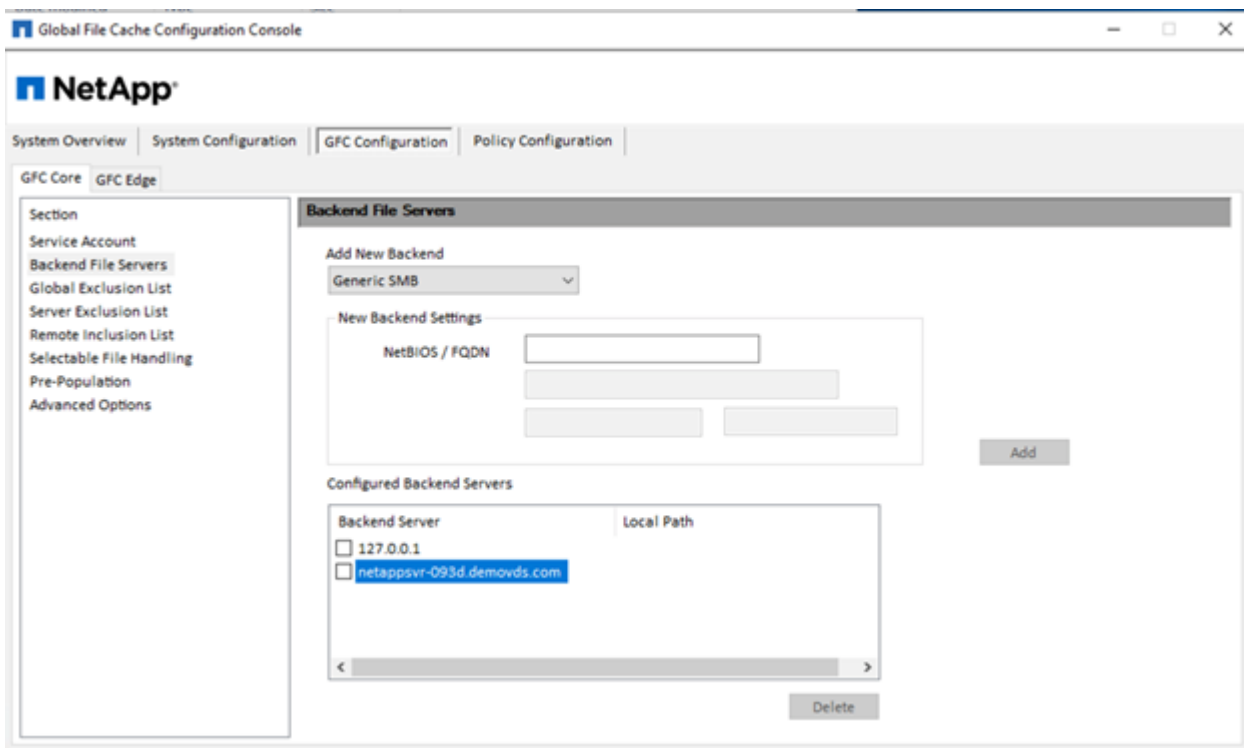 Global File Cache Configuration Console
NetApp
System Overview System Configuration GFC Configuration Policy Configuration
GFC Core GFC Edge
Section
Service Account
Backend File Servers
Global Exclusion List
Server Exclusion List
Remote Inclusion List
Selectable File Handling
Pre-Population
Advanced Options
Backend File Servers
Add New Backend
Generic SMB
New Backend Settings
NetBIOS / FQDN
Add
Configured Backend Servers
Backend Server Local Path
127.0.0.1
netappsvr-093d.demovds.com
Delete